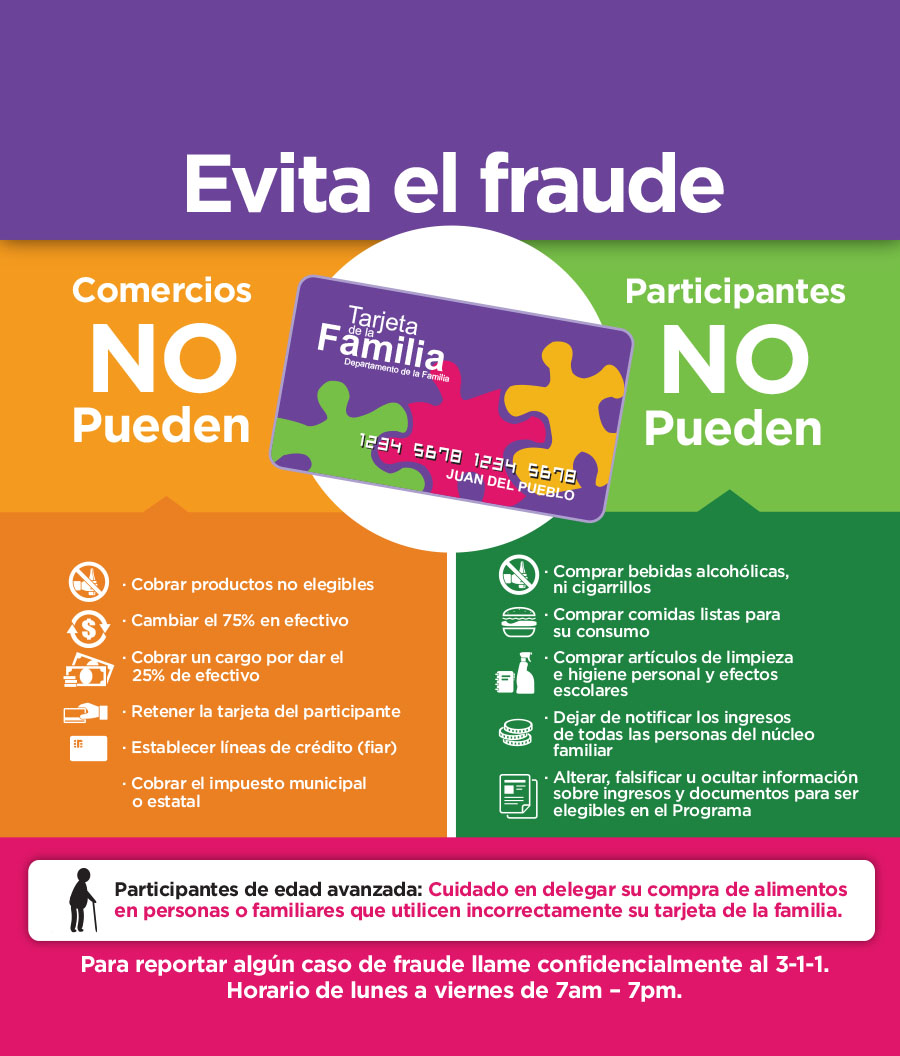 Evita el fraude
Comercios
NO
Pueden
Tarjeta
de la
Familia
Departamento de la Familia
1234 5678 1234 5678
JUAN DEL PUEBLO
Participantes
NO
Pueden
· Cobrar productos no elegibles
· Cambiar el 75% en efectivo
· Cobrar un cargo por dar el
25% de efectivo
· Retener la tarjeta del participante
· Establecer líneas de crédito (fiar)
· Cobrar el impuesto municipal
o estatal
· Comprar bebidas alcohólicas,
ni cigarrillos
· Comprar comidas listas para
su consumo
· Comprar artículos de limpieza
e higiene personal y efectos
escolares
· Dejar de notificar los ingresos
de todas las personas del núcleo
familiar
· Alterar, falsificar u ocultar información
sobre ingresos y documentos para ser
elegibles en el Programa
Participantes de edad avanzada: Cuidado en delegar su compra de alimentos
en personas o familiares que utilicen incorrectamente su tarjeta de la familia.
Para reportar algún caso de fraude llame confidencialmente al 3-1-1.
Horario de lunes a viernes de 7am – 7pm.